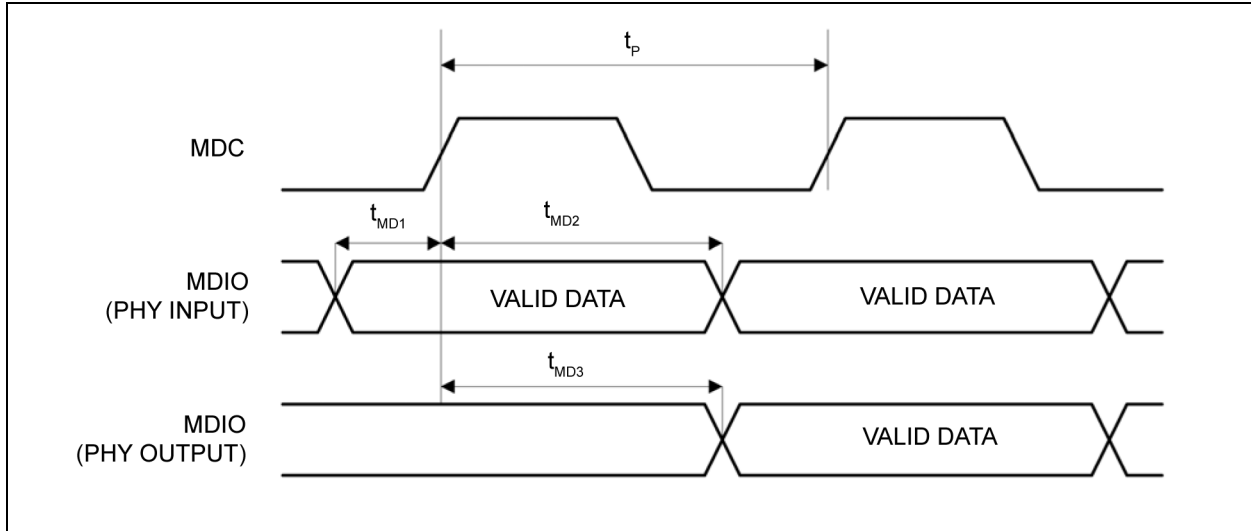 tP
MDC
tMD1
tMD2
MDIO
(PHY INPUT)
VALID DATA
VALID DATA
tMD3
MDIO
(PHY OUTPUT)
VALID DATA